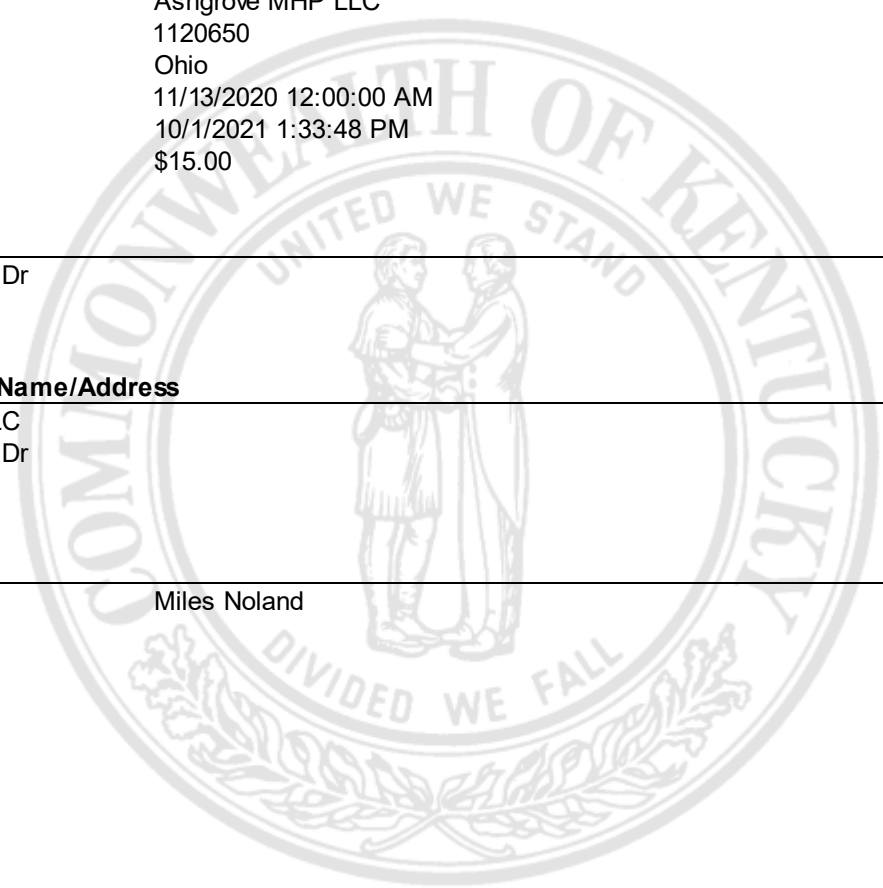 Ashgrove MHP LLC
1120650
Ohio
11/13/2020 12:00:00 AM
10/1/2021 1:33:48 PM
$15.00
Dr
Name/Address
LC
Dr
Miles Noland
COMMONWEALTH OF KENTUCKY
UNITED WE STAND
DIVIDED WE FALL